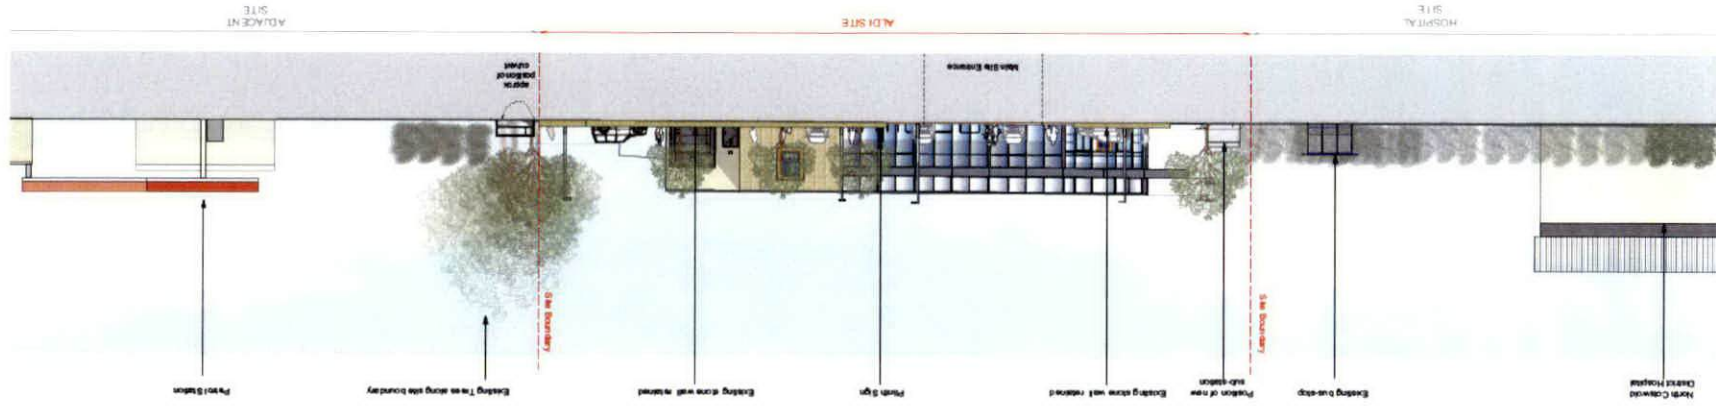 North Cotswold
District Hospital
Existing bus-stop
Position of new
sub-station
Existing stone wall retained
Plinth Sign
Existing stone wall retained
Existing Trees along site boundary
Petrol Station
Site Boundary
Site Boundary
Main Site Entrance
approx
position of
culvert
HOSPITAL
SITE
ALDI SITE
ADJACENT
SITE